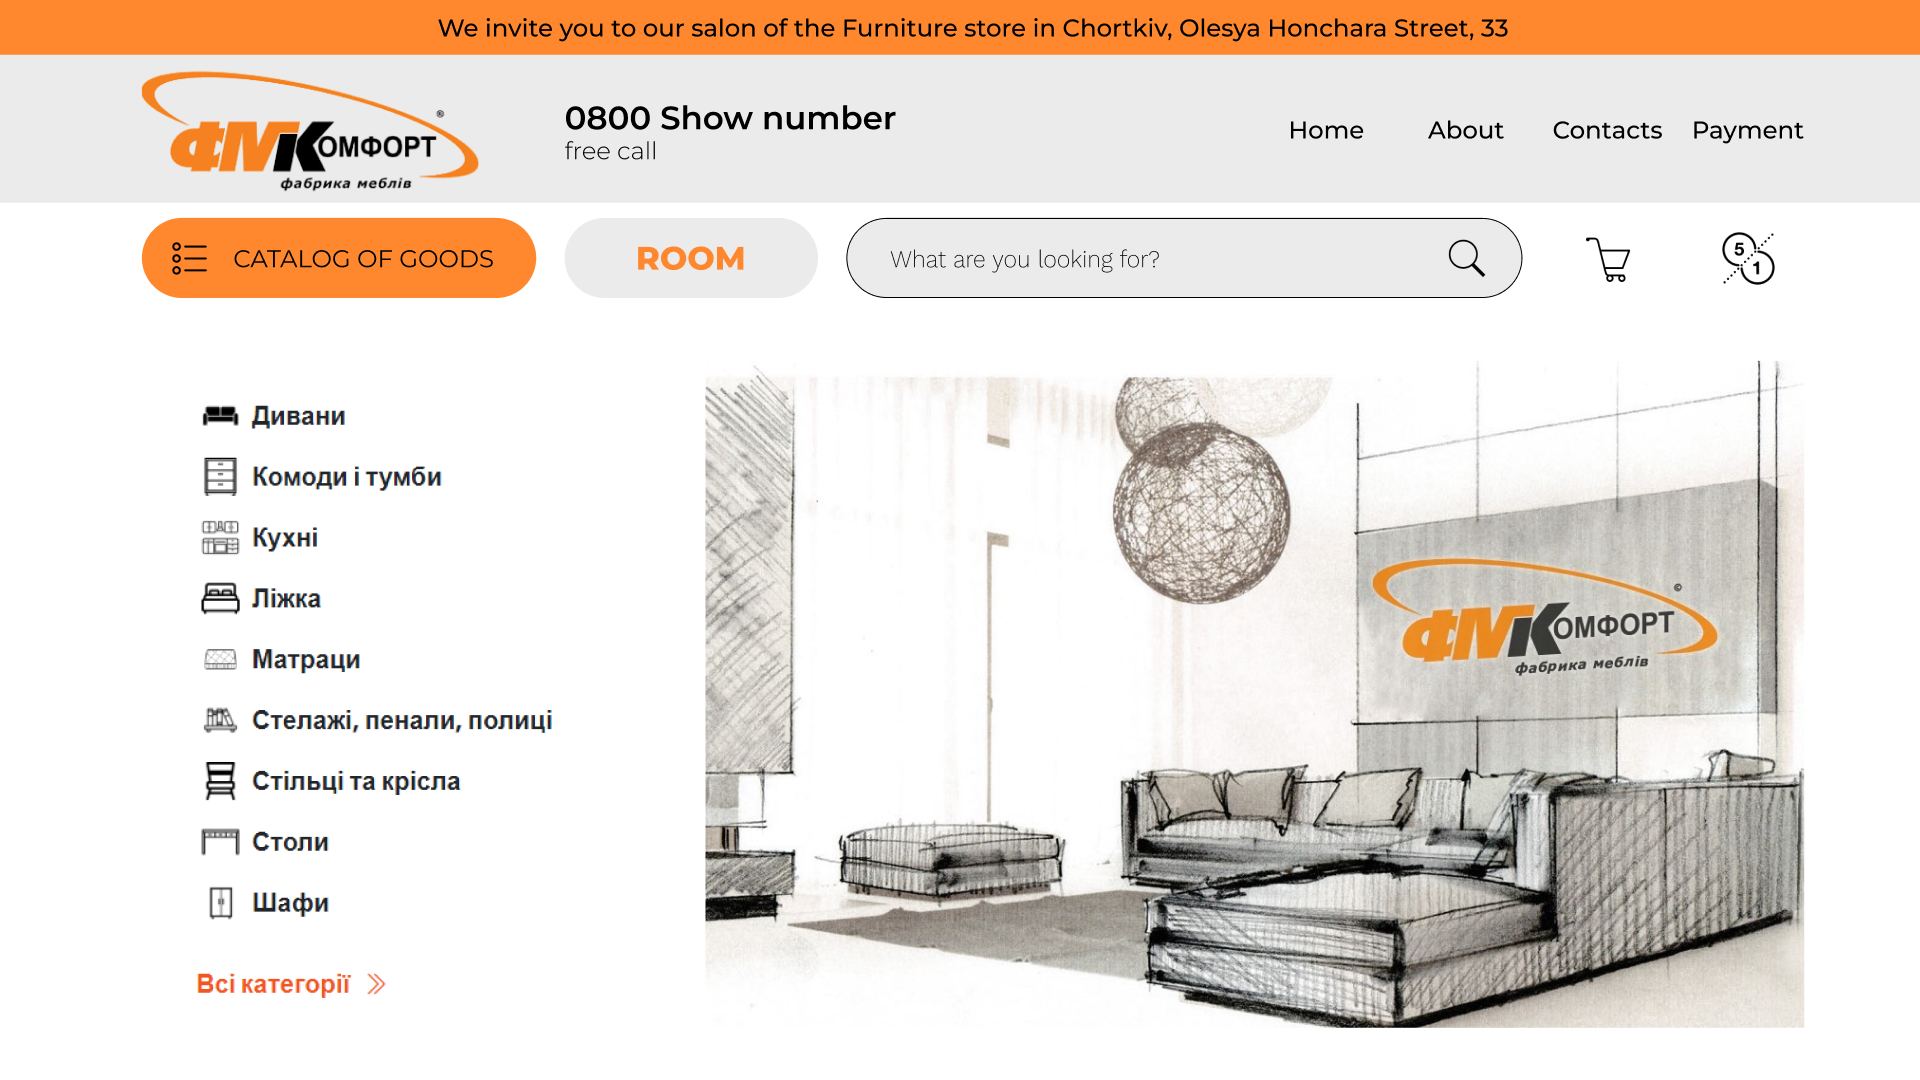 We invite you to our salon of the Furniture store in Chortkiv, Olesya Honchara Street, 33
ФМКОМФОРТ ®
фабрика меблів
0800 Show number
free call
Home About Contacts Payment
CATALOG OF GOODS
ROOM
What are you looking for?
5
1
Дивани
Комоди і тумби
Кухні
Ліжка
Матраци
Стелажі, пенали, полиці
Стільці та крісла
Столи
Шафи
Всі категорії
ФМКОМФОРТ ©
фабрика меблів